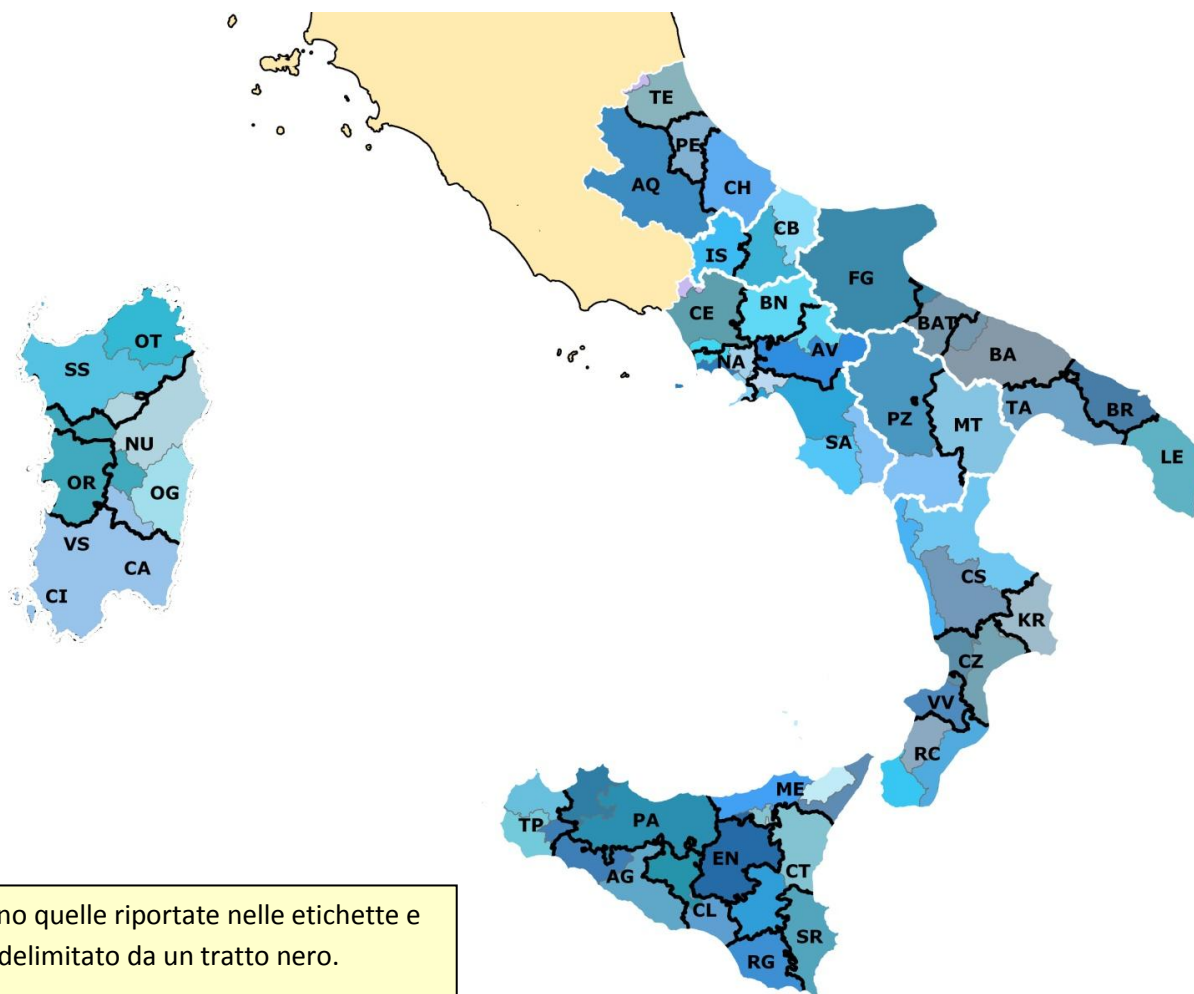 TE
PE
AQ
CH
CB
IS
FG
CE
BN
BAT
OT
NA
AV
BA
SS
PZ
MT
TA
BR
NU
SA
LE
OR
OG
VS
CA
CI
CS
KR
CZ
VV
RC
ME
TP
PA
EN
AG
CT
CL
SR
RG
no quelle riportate nelle etichette e
delimitato da un tratto nero.